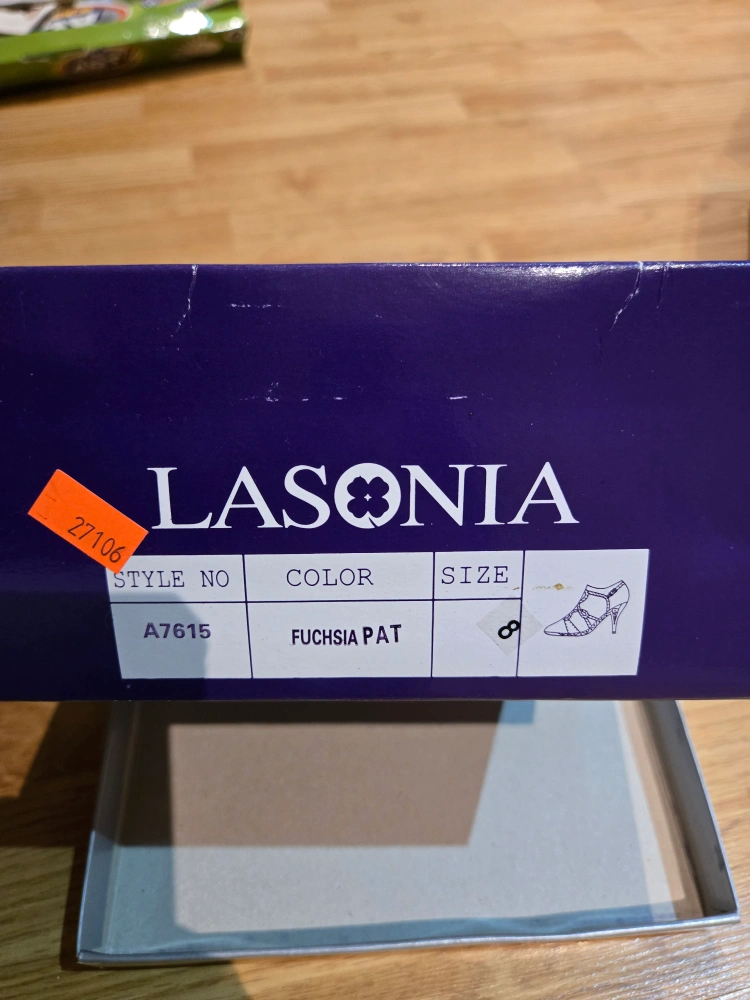 LASONIA
27106
STYLE NO COLOR SIZE
A7615 FUCHSIA PAT 8